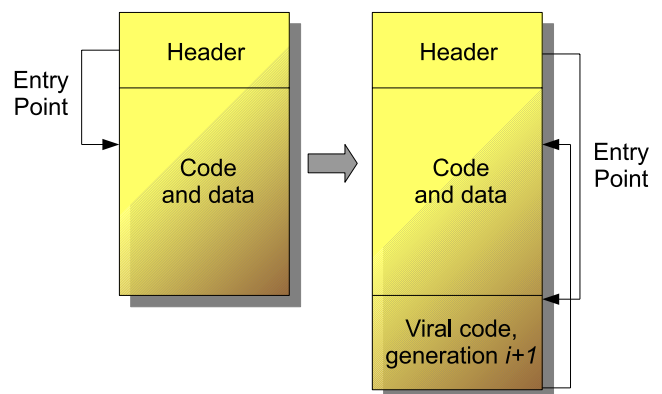 Header
Entry
Point
Code
and data
Header
Code
and data
Entry
Point
Viral code,
generation i+1